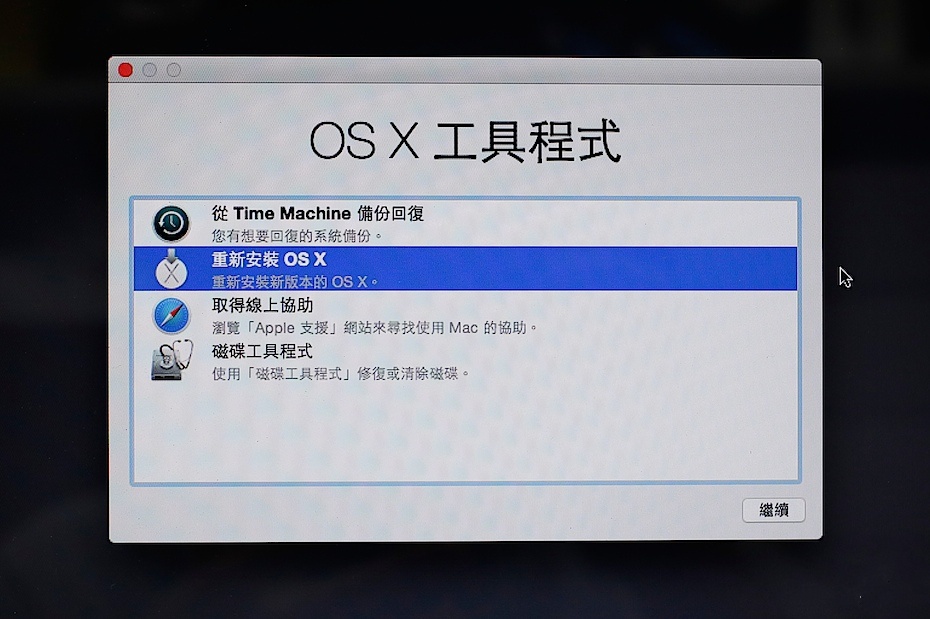 OS X 工具程式
從 Time Machine 備份回復
您有想要回復的系統備份。
重新安裝 OS X
重新安裝新版本的 OS X。
取得線上協助
瀏覽「Apple 支援」網站來尋找使用 Mac 的協助。
磁碟工具程式
使用「磁碟工具程式」修復或清除磁碟。
繼續